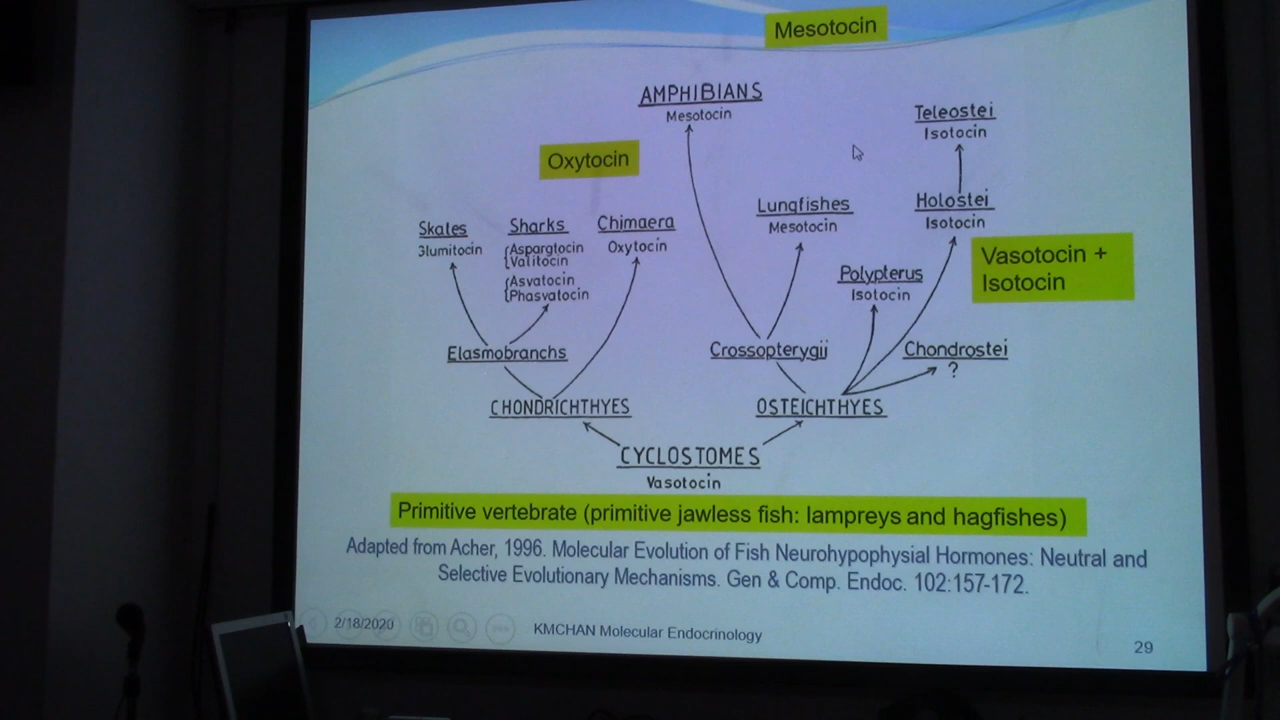 Mesotocin
AMPHIBIANS
Mesotocin
Teleostei
Isotocin
Oxytocin
Skates
Glumitocin
Sharks
{Aspargtocin
{Valitocin
{Asvatocin
{Phasvatocin
Chimaera
Oxytocin
Lungfishes
Mesotocin
Holostei
Isotocin
Vasotocin +
Isotocin
Polypterus
Isotocin
Elasmobranchs
Crossopterygii
Chondrostei
?
CHONDRICHTHYES
OSTEICHTHYES
CYCLOSTOMES
Vasotocin
Primitive vertebrate (primitive jawless fish: lampreys and hagfishes)
Adapted from Acher, 1996. Molecular Evolution of Fish Neurohypophysial Hormones: Neutral and
Selective Evolutionary Mechanisms. Gen & Comp. Endoc. 102:157-172.
2/18/2020
KMCHAN Molecular Endocrinology
29